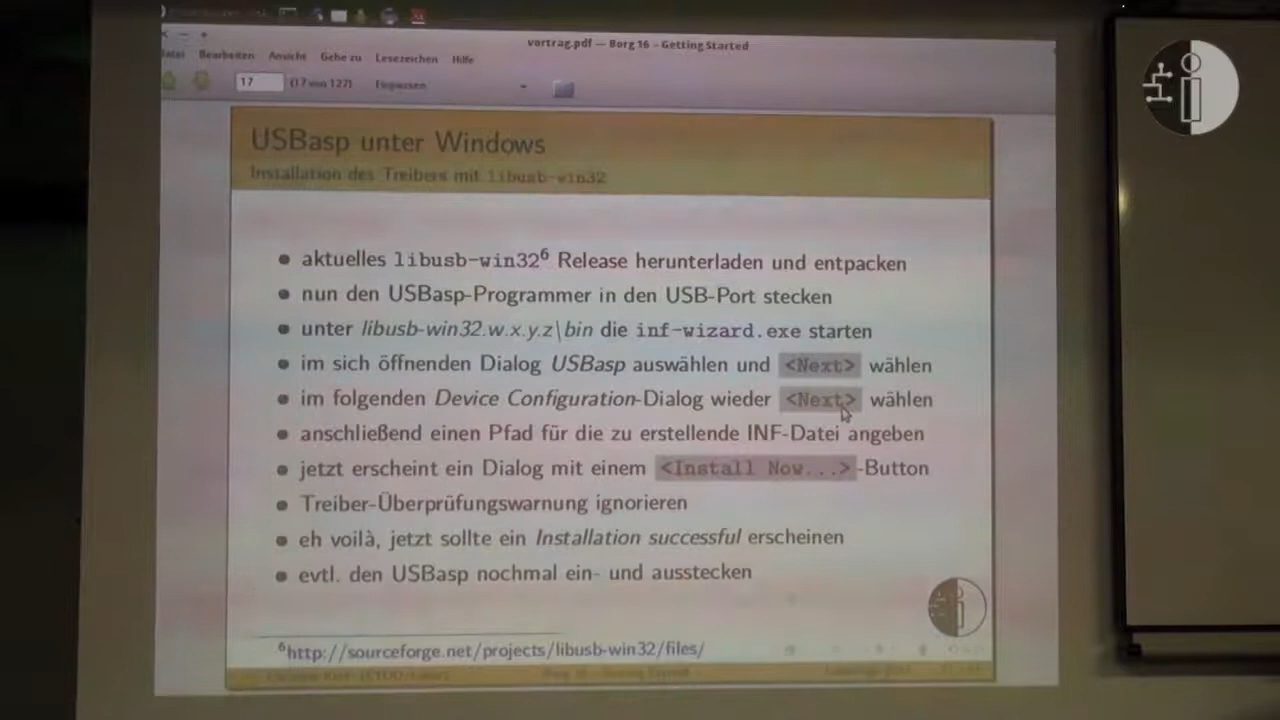 vortrag.pdf — Borg 16 – Getting Started
Bearbeiten Ansicht Gehe zu Lesezeichen Hilfe
17 (17 von 127) Einpassen
USBasp unter Windows
Installation des Treibers mit libusb-win32
aktuelles libusb-win32⁶ Release herunterladen und entpacken
nun den USBasp-Programmer in den USB-Port stecken
unter libusb-win32.w.x.y.z\bin die inf-wizard.exe starten
im sich öffnenden Dialog USBasp auswählen und <Next> wählen
im folgenden Device Configuration-Dialog wieder <Next> wählen
anschließend einen Pfad für die zu erstellende INF-Datei angeben
jetzt erscheint ein Dialog mit einem <Install Now...>-Button
Treiber-Überprüfungswarnung ignorieren
eh voilà, jetzt sollte ein Installation successful erscheinen
evtl. den USBasp nochmal ein- und ausstecken
⁶http://sourceforge.net/projects/libusb-win32/files/